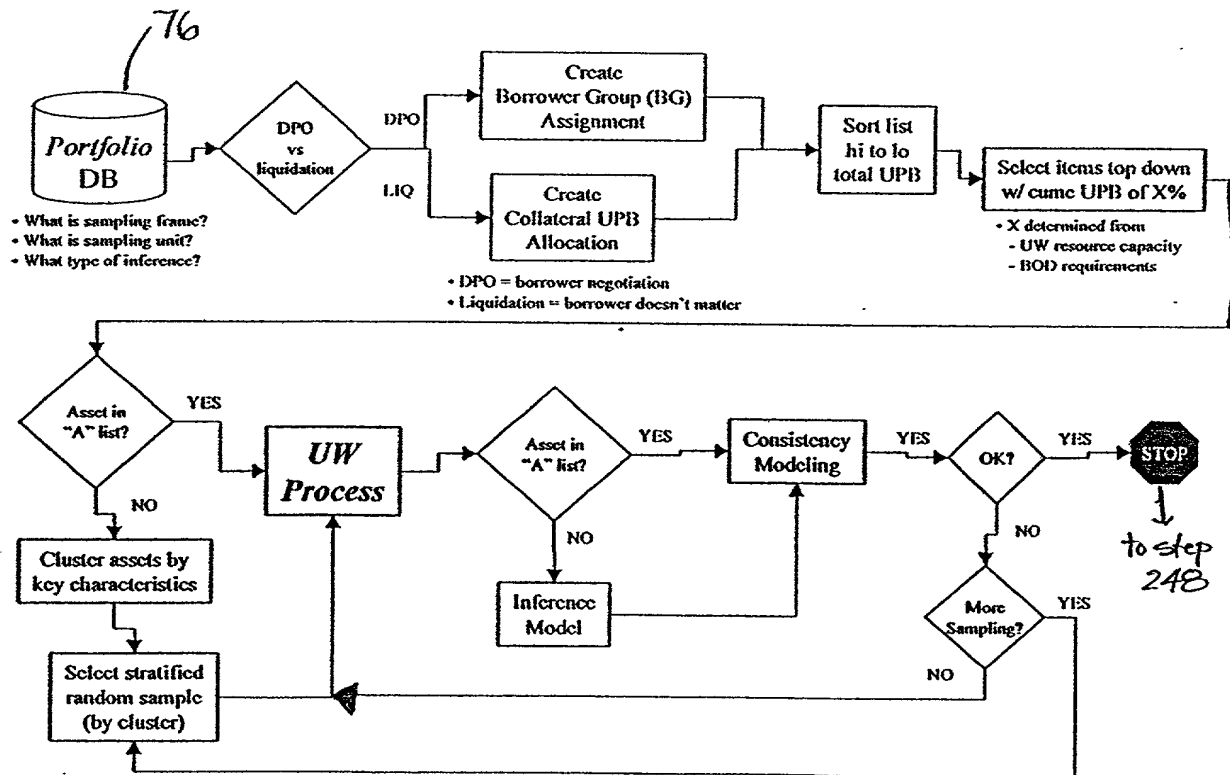 76
Portfolio
DB
• What is sampling frame?
• What is sampling unit?
• What type of inference?
DPO
vs
liquidation
DPO
LIQ
Create
Borrower Group (BG)
Assignment
Create
Collateral UPB
Allocation
• DPO = borrower negotiation
• Liquidation = borrower doesn't matter
Sort list
hi to lo
total UPB
Select items top down
w/ cume UPB of X%
• X determined from
- UW resource capacity
- BOD requirements
Asset in
"A" list?
YES
NO
Cluster assets by
key characteristics
Select stratified
random sample
(by cluster)
UW
Process
Asset in
"A" list?
YES
NO
Inference
Model
Consistency
Modeling
YES
OK?
YES
NO
STOP
to step
248
More
Sampling?
YES
NO